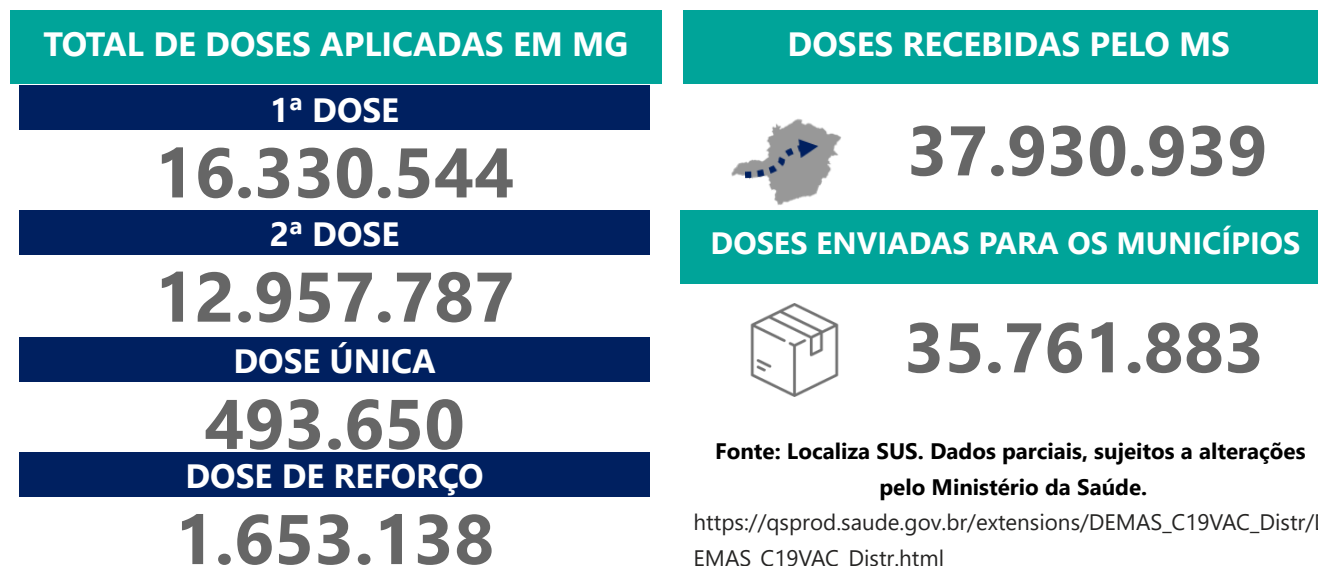 TOTAL DE DOSES APLICADAS EM MG
1ª DOSE
16.330.544
2ª DOSE
12.957.787
DOSE ÚNICA
493.650
DOSE DE REFORÇO
1.653.138
DOSES RECEBIDAS PELO MS
37.930.939
DOSES ENVIADAS PARA OS MUNICÍPIOS
35.761.883
Fonte: Localiza SUS. Dados parciais, sujeitos a alterações
pelo Ministério da Saúde.
https://qsprod.saude.gov.br/extensions/DEMAS_C19VAC_Distr/
EMAS_C19VAC_Distr.html